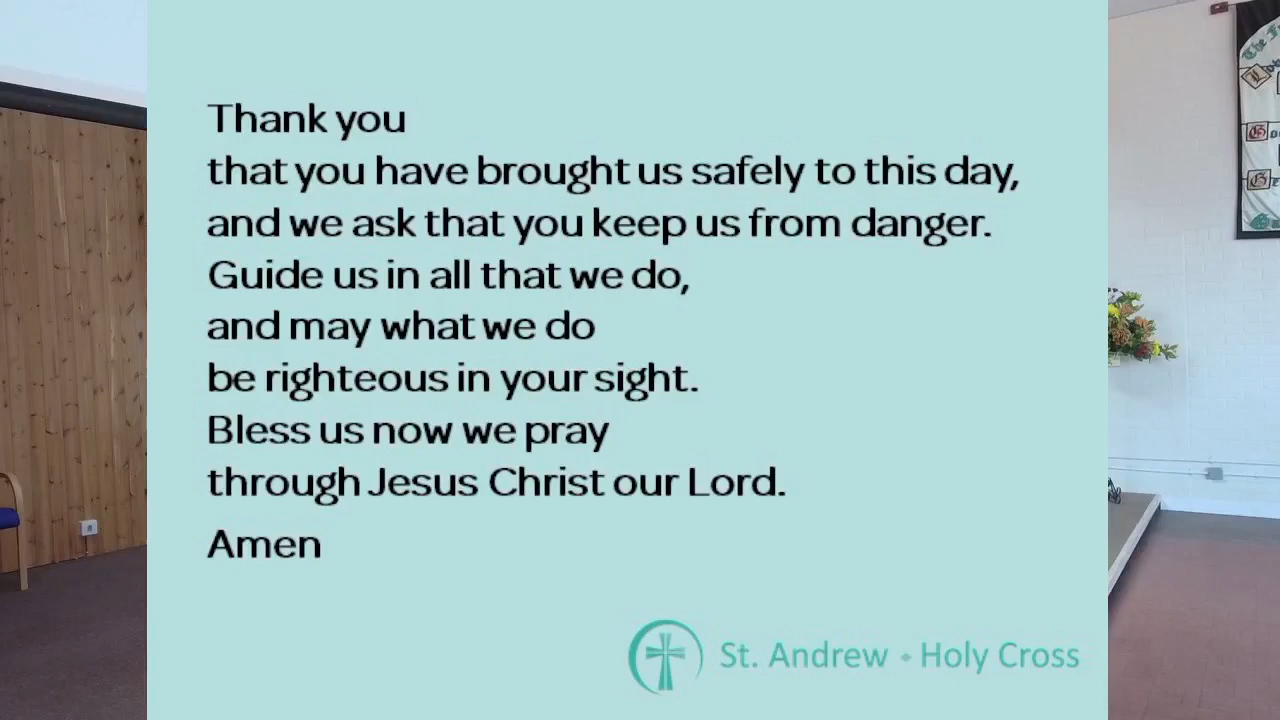 Thank you
that you have brought us safely to this day,
and we ask that you keep us from danger.
Guide us in all that we do,
and may what we do
be righteous in your sight.
Bless us now we pray
through Jesus Christ our Lord.
Amen
St. Andrew • Holy Cross